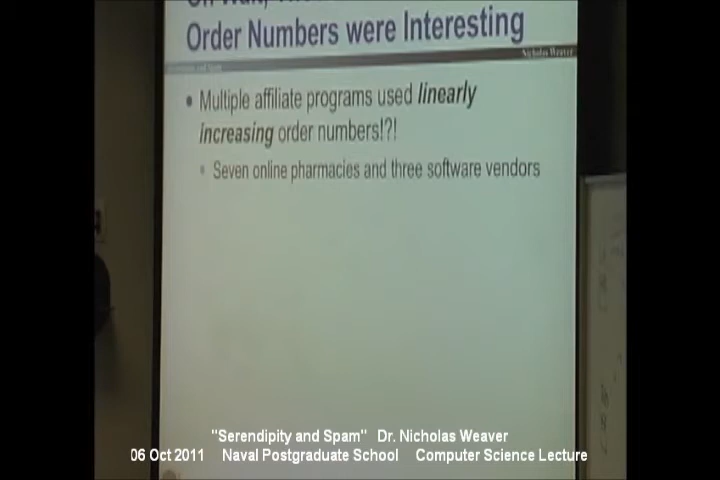 Order Numbers were Interesting
Nicholas Weaver
• Multiple affiliate programs used linearly
increasing order numbers!?!
• Seven online pharmacies and three software vendors
"Serendipity and Spam" Dr. Nicholas Weaver
06 Oct 2011 Naval Postgraduate School Computer Science Lecture